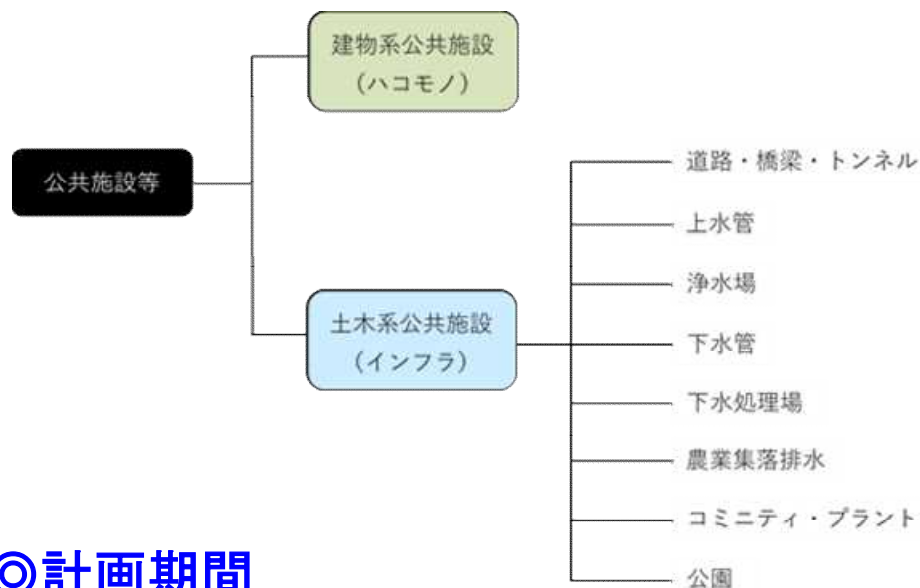 建物系公共施設
(ハコモノ)
公共施設等
道路・橋梁・トンネル
上水管
浄水場
土木系公共施設
(インフラ)
下水管
下水処理場
農業集落排水
コミニティ・プラント
公園
◎計画期間